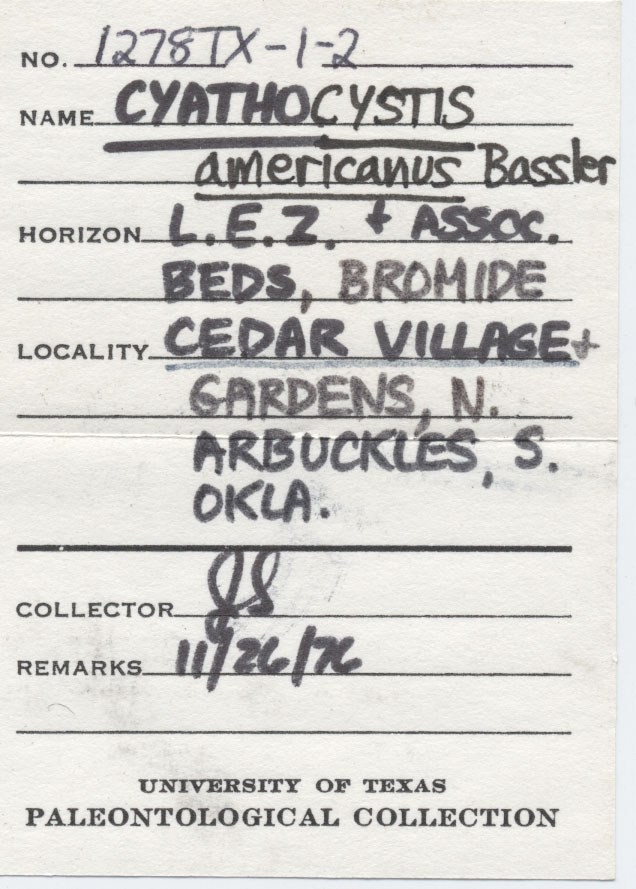 NO. 1278TX-1-2
NAME CYATHOCYSTIS
americanus Bassler
HORIZON L.E.Z. + ASSOC.
BEDS, BROMIDE
LOCALITY CEDAR VILLAGE +
GARDENS, N.
ARBUCKLES, S.
OKLA.
COLLECTOR JS
REMARKS 11/26/76
UNIVERSITY OF TEXAS
PALEONTOLOGICAL COLLECTION